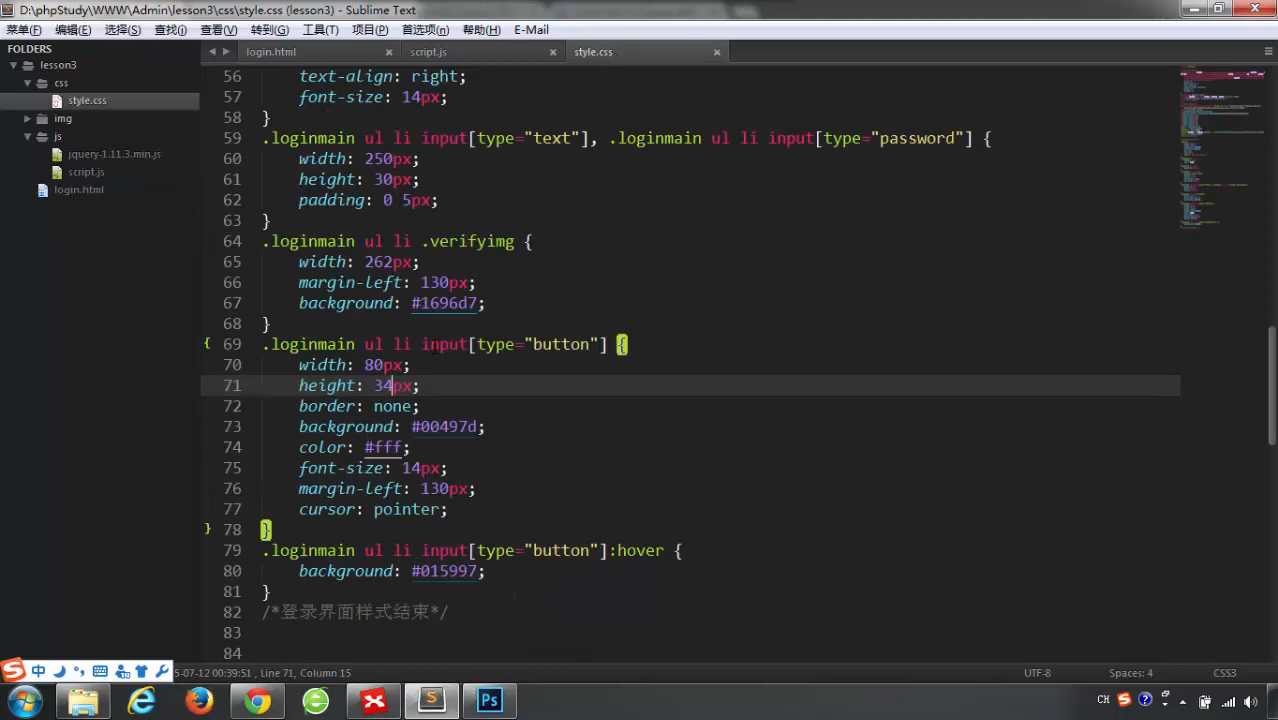 D:\phpStudy\WWW\Admin\lesson3\css\style.css (lesson3) - Sublime Text
菜单(F) 编辑(E) 选择(S) 查找(I) 查看(V) 转到(G) 工具(T) 项目(P) 首选项(n) 帮助(H) E-Mail
FOLDERS
lesson3
css
style.css
img
js
jquery-1.11.3.min.js
script.js
login.html
login.html script.js style.css
56 text-align: right;
57 font-size: 14px;
58 }
59 .loginmain ul li input[type="text"], .loginmain ul li input[type="password"] {
60 width: 250px;
61 height: 30px;
62 padding: 0 5px;
63 }
64 .loginmain ul li .verifyimg {
65 width: 262px;
66 margin-left: 130px;
67 background: #1696d7;
68 }
{ 69 .loginmain ul li input[type="button"] {
70 width: 80px;
71 height: 34px;
72 border: none;
73 background: #00497d;
74 color: #fff;
75 font-size: 14px;
76 margin-left: 130px;
77 cursor: pointer;
} 78 }
79 .loginmain ul li input[type="button"]:hover {
80 background: #015997;
81 }
82 /*登录界面样式结束*/
83
84
中 5-07-12 00:39:51, Line 71, Column 15 UTF-8 Spaces: 4 CSS3
Ps CH